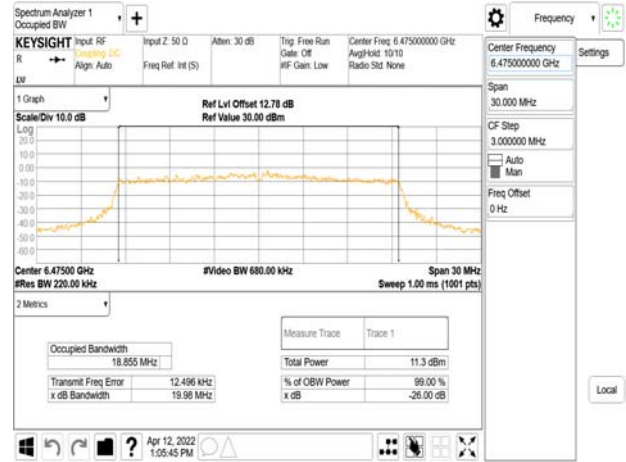 Spectrum Analyzer 1
Occupied BW
+
Frequency
KEYSIGHT
R
LXI
Input: RF
Coupling: DC
Align: Auto
Input Z: 50 Ω
Freq Ref: Int (S)
Atten: 30 dB
Trig: Free Run
Gate: Off
#IF Gain: Low
Center Freq: 6.475000000 GHz
Avg|Hold: 10/10
Radio Std: None
Center Frequency
6.475000000 GHz
Settings
Span
30.000 MHz
CF Step
3.000000 MHz
Auto
Man
Freq Offset
0 Hz
Local
1 Graph
Scale/Div 10.0 dB
Ref Lvl Offset 12.78 dB
Ref Value 30.00 dBm
Log
20.0
10.0
0.00
-10.0
-20.0
-30.0
-40.0
-50.0
-60.0
Center 6.47500 GHz
#Res BW 220.00 kHz
#Video BW 680.00 kHz
Span 30 MHz
Sweep 1.00 ms (1001 pts)
2 Metrics
Measure Trace Trace 1
Occupied Bandwidth
18.855 MHz
Total Power 11.3 dBm
Transmit Freq Error 12.496 kHz
% of OBW Power 99.00 %
x dB Bandwidth 19.98 MHz
x dB -26.00 dB
?
Apr 12, 2022
1:05:45 PM